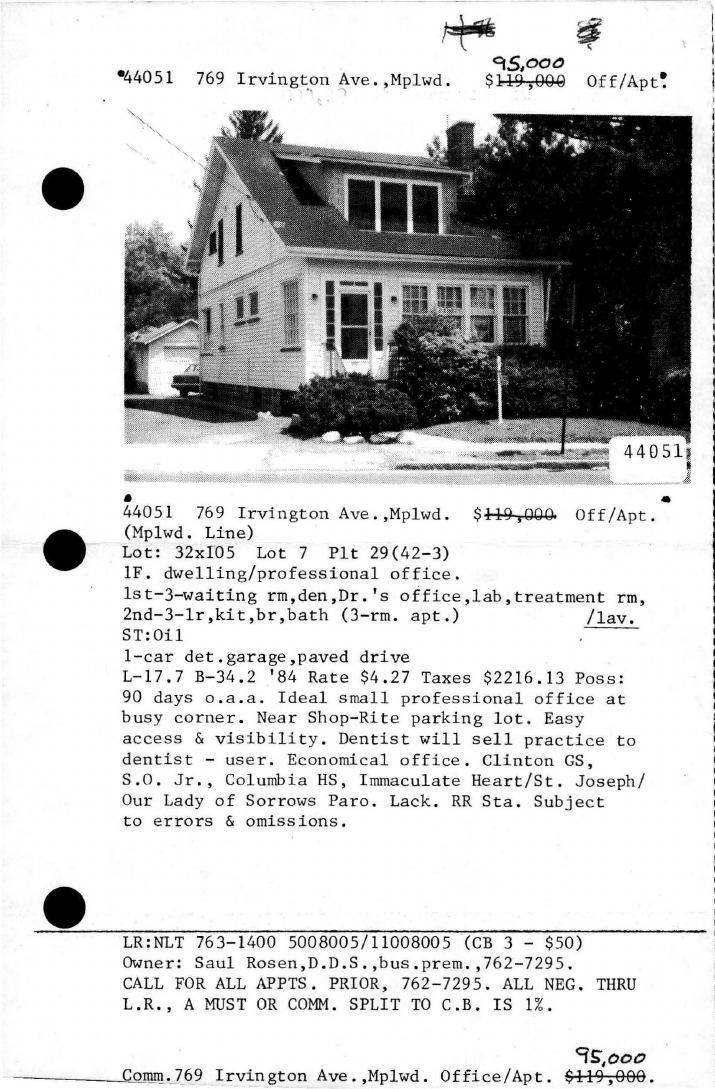 95,000
44051 769 Irvington Ave.,Mplwd. $119,000 Off/Apt.
44051
44051 769 Irvington Ave.,Mplwd. $119,000. Off/Apt.
(Mplwd. Line)
Lot: 32xI05 Lot 7 Plt 29(42-3)
1F. dwelling/professional office.
1st-3-waiting rm,den,Dr.'s office,lab,treatment rm,
2nd-3-lr,kit,br,bath (3-rm. apt.) /lav.
ST:Oil
1-car det.garage,paved drive
L-17.7 B-34.2 '84 Rate $4.27 Taxes $2216.13 Poss:
90 days o.a.a. Ideal small professional office at
busy corner. Near Shop-Rite parking lot. Easy
access & visibility. Dentist will sell practice to
dentist - user. Economical office. Clinton GS,
S.O. Jr., Columbia HS, Immaculate Heart/St. Joseph/
Our Lady of Sorrows Paro. Lack. RR Sta. Subject
to errors & omissions.
LR:NLT 763-1400 5008005/11008005 (CB 3 - $50)
Owner: Saul Rosen,D.D.S.,bus.prem.,762-7295.
CALL FOR ALL APPTS. PRIOR, 762-7295. ALL NEG. THRU
L.R., A MUST OR COMM. SPLIT TO C.B. IS 1%.
95,000
Comm.769 Irvington Ave.,Mplwd. Office/Apt. $119,000.